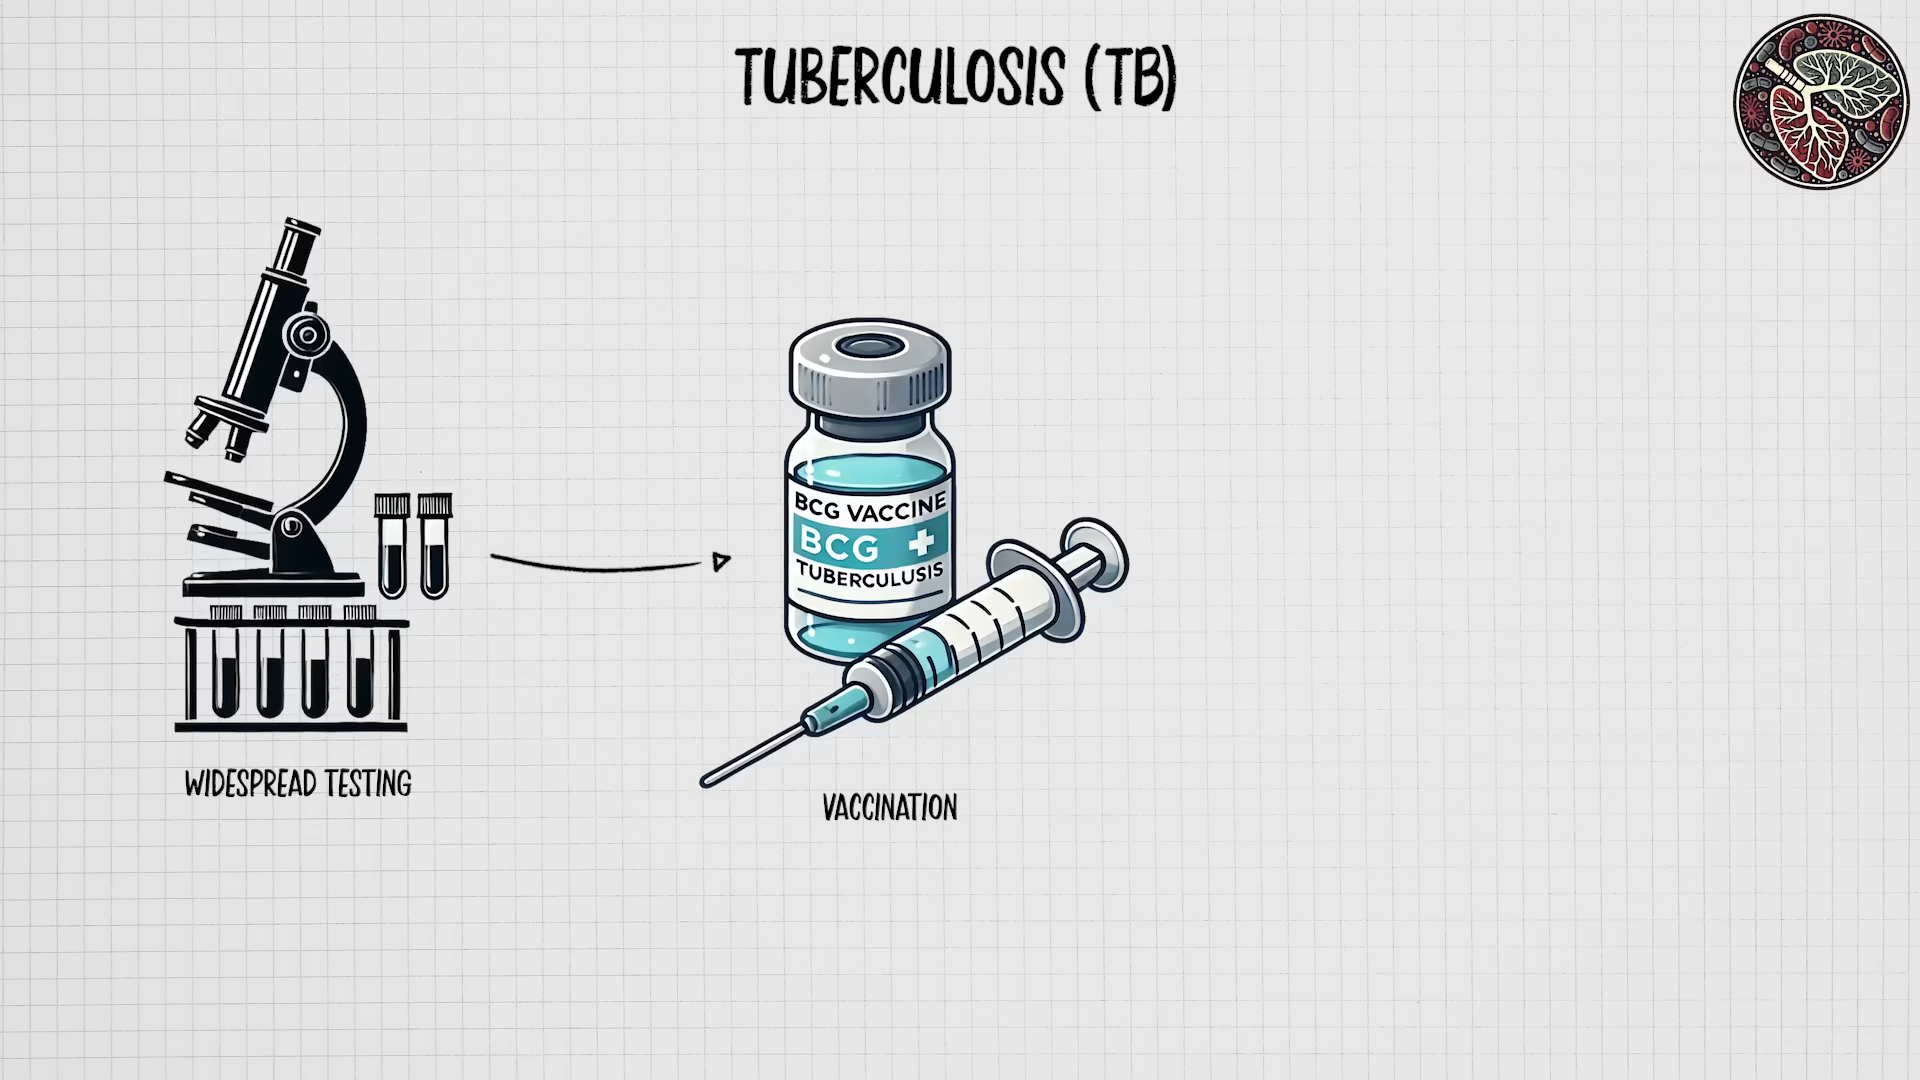 TUBERCULOSIS (TB)
BCG VACCINE
BCG
TUBERCULUSIS
WIDESPREAD TESTING
VACCINATION